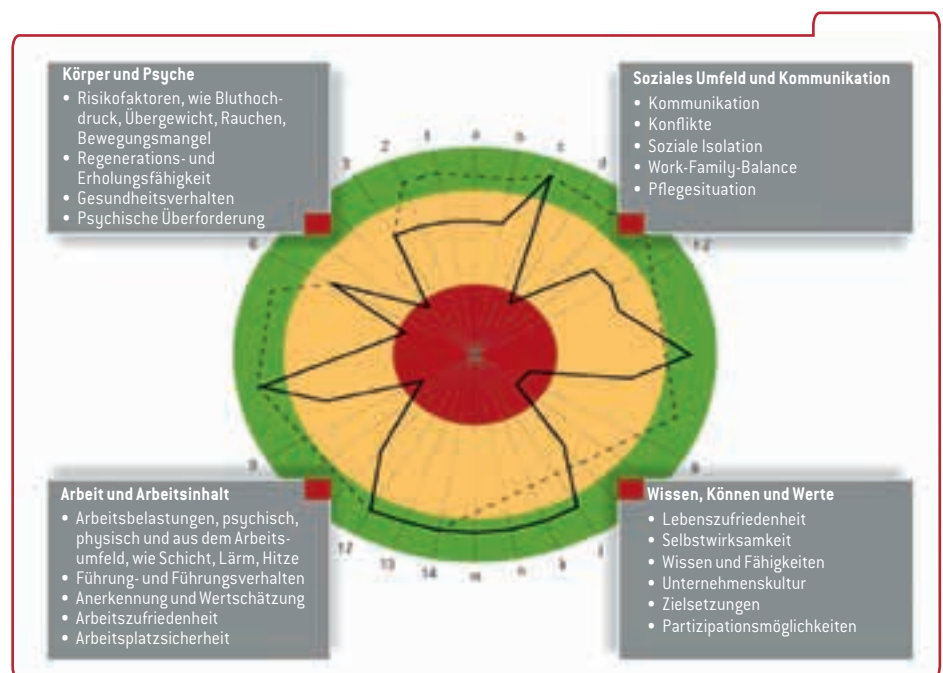 Körper und Psyche
• Risikofaktoren, wie Bluthoch-
druck, Übergewicht, Rauchen,
Bewegungsmangel
• Regenerations- und
Erholungsfähigkeit
• Gesundheitsverhalten
• Psychische Überforderung
Soziales Umfeld und Kommunikation
• Kommunikation
• Konflikte
• Soziale Isolation
• Work-Family-Balance
• Pflegesituation
Arbeit und Arbeitsinhalt
• Arbeitsbelastungen, psychisch,
physisch und aus dem Arbeits-
umfeld, wie Schicht, Lärm, Hitze
• Führung- und Führungsverhalten
• Anerkennung und Wertschätzung
• Arbeitszufriedenheit
• Arbeitsplatzsicherheit
12
13
14
Wissen, Können und Werte
• Lebenszufriedenheit
• Selbstwirksamkeit
• Wissen und Fähigkeiten
• Unternehmenskultur
• Zielsetzungen
• Partizipationsmöglichkeiten